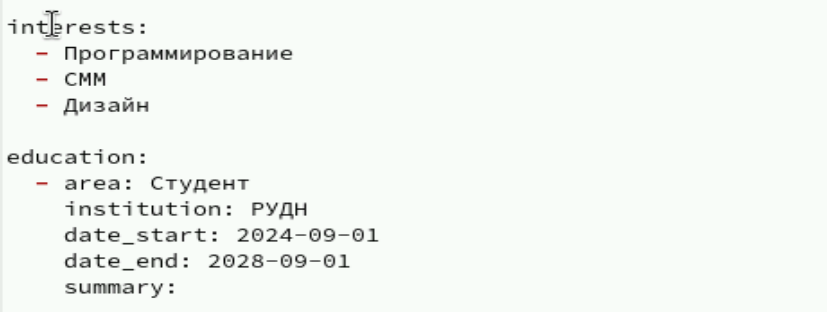 interests:
  - Программирование
  - СММ
  - Дизайн

education:
  - area: Студент
    institution: РУДН
    date_start: 2024-09-01
    date_end: 2028-09-01
    summary: